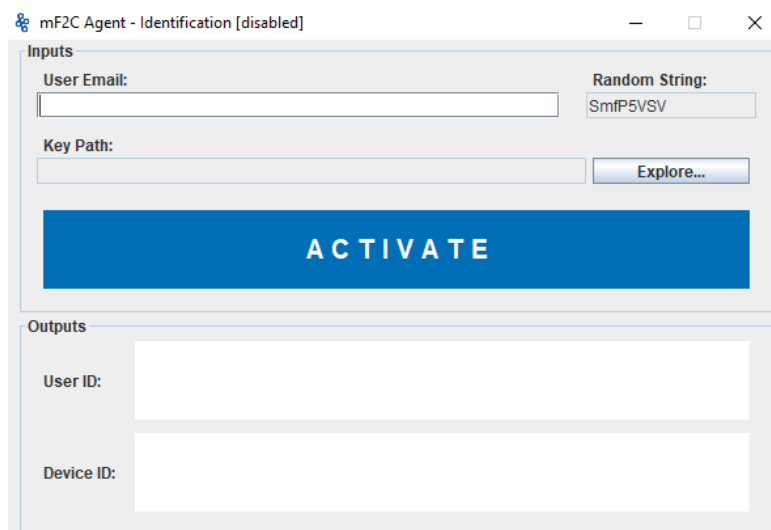 mF2C Agent - Identification [disabled]
Inputs
User Email:
Random String:
SmfP5VSV
Key Path:
Explore...
ACTIVATE
Outputs
User ID:
Device ID: